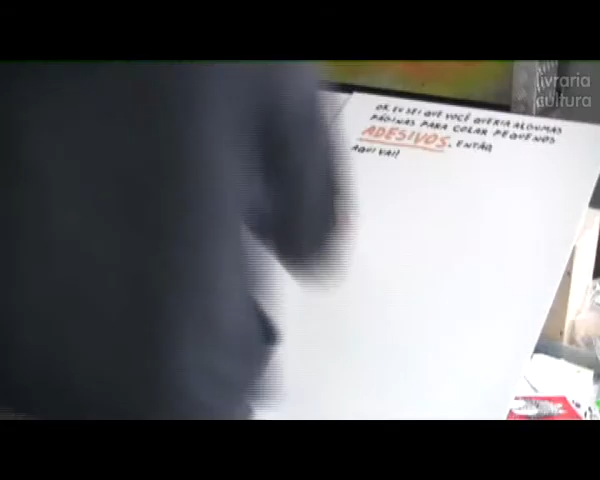 livraria
cultura
OK, EU SEI QUE VOCÊ QUERIA ALGUMAS
PÁGINAS PARA COLAR PEQUENOS
ADESIVOS, ENTÃO
AQUI VAI!